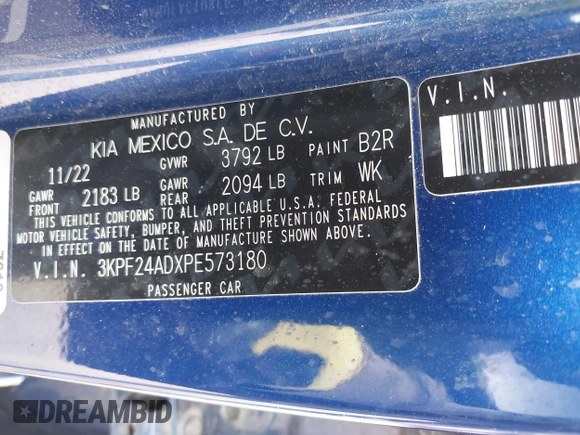 MANUFACTURED BY
KIA MEXICO S.A. DE C.V.
11/22 GVWR 3792 LB PAINT B2R
GAWR FRONT 2183 LB GAWR REAR 2094 LB TRIM WK
THIS VEHICLE CONFORMS TO ALL APPLICABLE U.S.A. FEDERAL
MOTOR VEHICLE SAFETY, BUMPER, AND THEFT PREVENTION STANDARDS
IN EFFECT ON THE DATE OF MANUFACTURE SHOWN ABOVE.
V.I.N. 3KPF24ADXPE573180
PASSENGER CAR
V.I.N.
DREAMBID